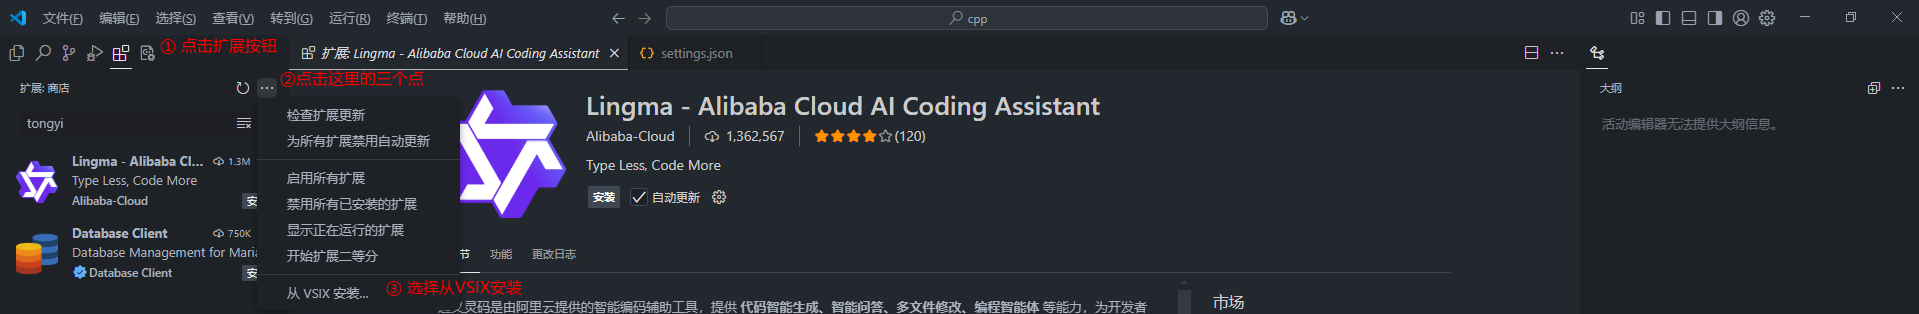 文件(F) 编辑(E) 选择(S) 查看(V) 转到(G) 运行(R) 终端(T) 帮助(H) cpp
① 点击扩展按钮
扩展: Lingma - Alibaba Cloud AI Coding Assistant
settings.json
扩展: 商店
②点击这里的三个点
tongyi
Lingma - Alibaba Cl... 1.3M
Type Less, Code More
Alibaba-Cloud
Database Client 750K
Database Management for Maria
Database Client
检查扩展更新
为所有扩展禁用自动更新
启用所有扩展
禁用所有已安装的扩展
显示正在运行的扩展
开始扩展二等分
从 VSIX 安装...
③ 选择从VSIX安装
Lingma - Alibaba Cloud AI Coding Assistant
Alibaba-Cloud 1,362,567 (120)
Type Less, Code More
安装 自动更新
节 功能 更改日志
灵码是由阿里云提供的智能编码辅助工具，提供 代码智能生成、智能问答、多文件修改、编程智能体 等能力，为开发者
市场
大纲
活动编辑器无法提供大纲信息。